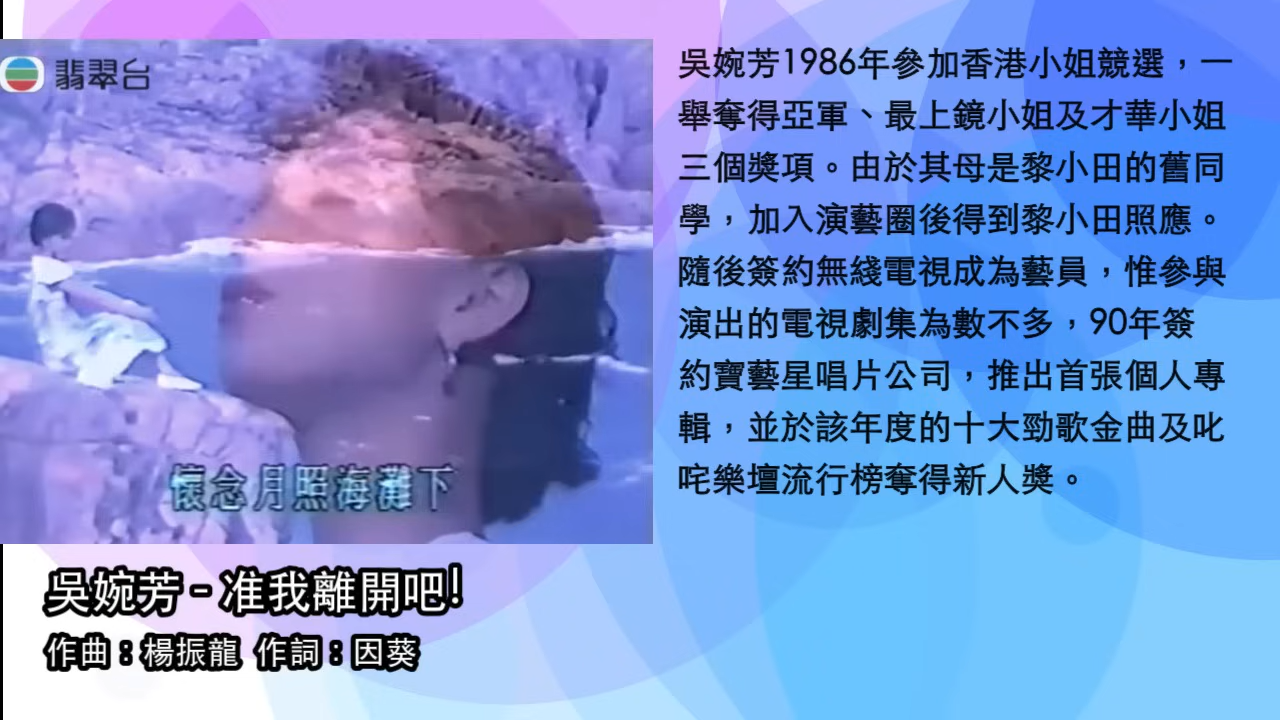 翡翠台
懷念月照海灘下
吳婉芳1986年參加香港小姐競選，一
舉奪得亞軍、最上鏡小姐及才華小姐
三個獎項。由於其母是黎小田的舊同
學，加入演藝圈後得到黎小田照應。
隨後簽約無綫電視成為藝員，惟參與
演出的電視劇集為數不多，90年簽
約寶藝星唱片公司，推出首張個人專
輯，並於該年度的十大勁歌金曲及叱
咤樂壇流行榜奪得新人獎。
吳婉芳 - 准我離開吧!
作曲：楊振龍 作詞：因葵